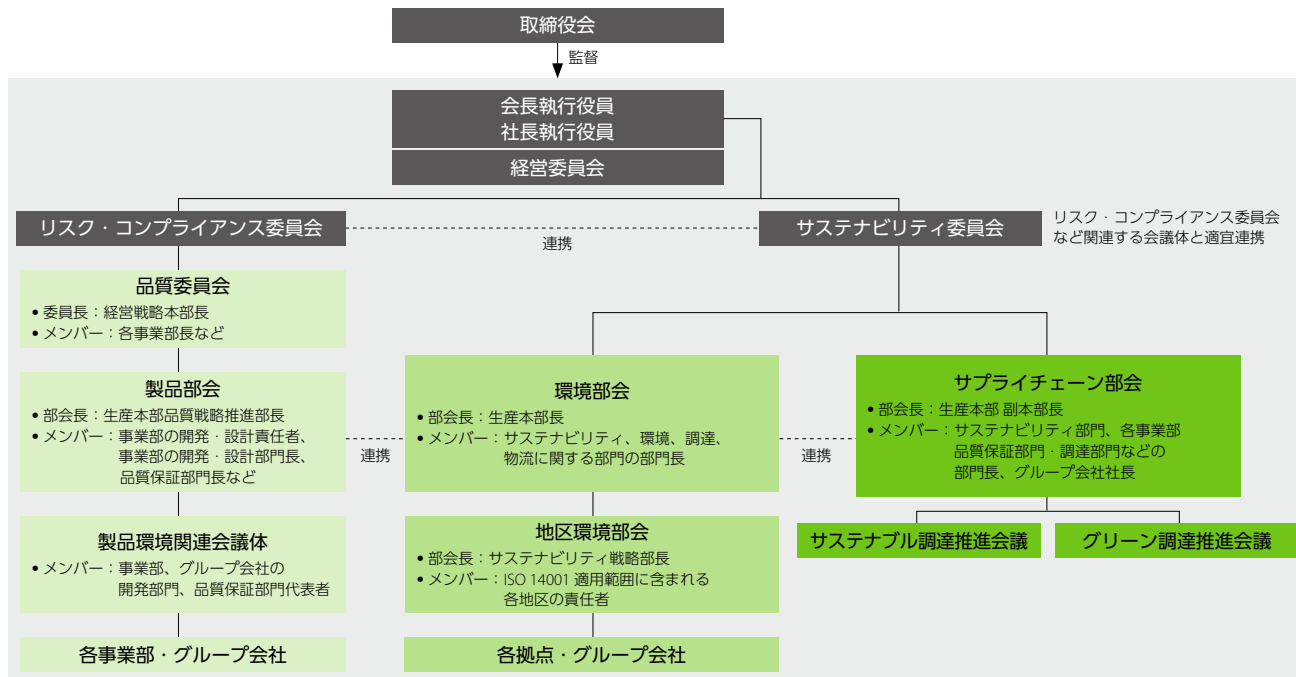 取締役会
監督
会長執行役員
社長執行役員
経営委員会
リスク・コンプライアンス委員会
連携
サステナビリティ委員会
リスク・コンプライアンス委員会
など関連する会議体と適宜連携
品質委員会
• 委員長：経営戦略本部長
• メンバー：各事業部長など
製品部会
• 部会長：生産本部品質戦略推進部長
• メンバー：事業部の開発・設計責任者、
事業部の開発・設計部門長、
品質保証部門長など
連携
環境部会
• 部会長：生産本部長
• メンバー：サステナビリティ、環境、調達、
物流に関する部門の部門長
連携
サプライチェーン部会
• 部会長：生産本部 副本部長
• メンバー：サステナビリティ部門、各事業部
品質保証部門・調達部門などの
部門長、グループ会社社長
製品環境関連会議体
• メンバー：事業部、グループ会社の
開発部門、品質保証部門代表者
地区環境部会
• 部会長：サステナビリティ戦略部長
• メンバー：ISO 14001 適用範囲に含まれる
各地区の責任者
サステナブル調達推進会議
グリーン調達推進会議
各事業部・グループ会社
各拠点・グループ会社